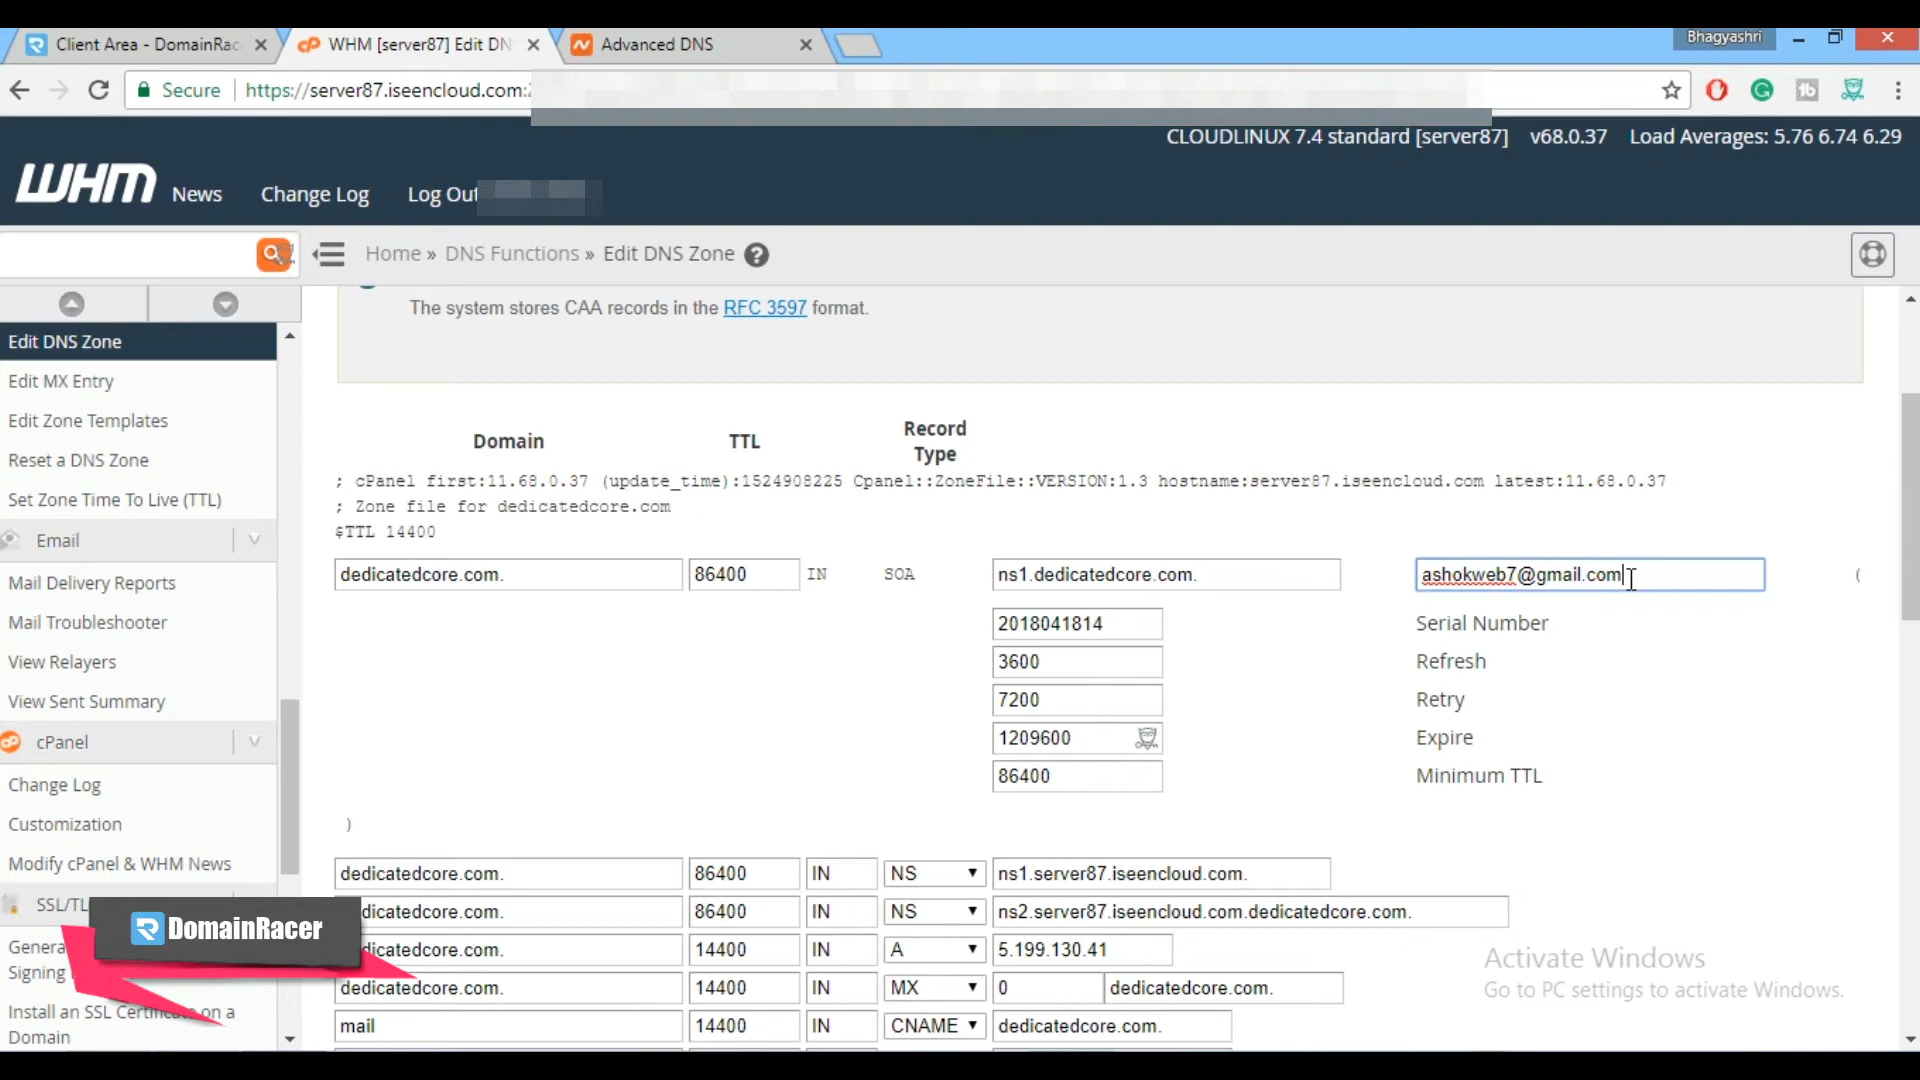 Client Area - DomainRac
WHM [server87] Edit DN
Advanced DNS
Bhagyashri
Secure
https://server87.iseencloud.com:2
CLOUDLINUX 7.4 standard [server87] v68.0.37 Load Averages: 5.76 6.74 6.29
WHM
News
Change Log
Log Out
Home » DNS Functions » Edit DNS Zone
The system stores CAA records in the RFC 3597 format.
Edit DNS Zone
Edit MX Entry
Edit Zone Templates
Reset a DNS Zone
Set Zone Time To Live (TTL)
Email
Mail Delivery Reports
Mail Troubleshooter
View Relayers
View Sent Summary
cPanel
Change Log
Customization
Modify cPanel & WHM News
SSL/TL
Genera
Signing
Install an SSL Certificate on a
Domain
DomainRacer
Domain TTL Record
Type
; cPanel first:11.68.0.37 (update_time):1524908225 Cpanel::ZoneFile::VERSION:1.3 hostname:server87.iseencloud.com latest:11.68.0.37
; Zone file for dedicatedcore.com
$TTL 14400
dedicatedcore.com. 86400 IN SOA ns1.dedicatedcore.com. ashokweb7@gmail.com (
2018041814 Serial Number
3600 Refresh
7200 Retry
1209600 Expire
86400 Minimum TTL
)
dedicatedcore.com. 86400 IN NS ns1.server87.iseencloud.com.
dicatedcore.com. 86400 IN NS ns2.server87.iseencloud.com.dedicatedcore.com.
dicatedcore.com. 14400 IN A 5.199.130.41
dedicatedcore.com. 14400 IN MX 0 dedicatedcore.com.
mail 14400 IN CNAME dedicatedcore.com.
Activate Windows
Go to PC settings to activate Windows.